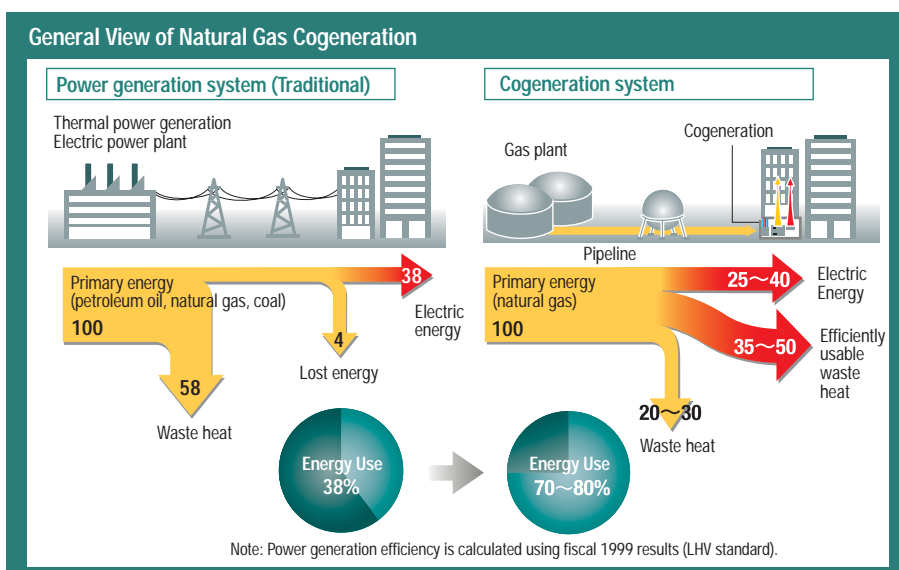 General View of Natural Gas Cogeneration
Power generation system (Traditional)
Thermal power generation
Electric power plant
Primary energy
(petroleum oil, natural gas, coal)
100
38
Electric
energy
4
Lost energy
58
Waste heat
Cogeneration system
Cogeneration
Gas plant
Pipeline
Primary energy
(natural gas)
100
25〜40
Electric
Energy
35〜50
Efficiently
usable
waste
heat
20〜30
Waste heat
Energy Use
38%
Energy Use
70〜80%
Note: Power generation efficiency is calculated using fiscal 1999 results (LHV standard).